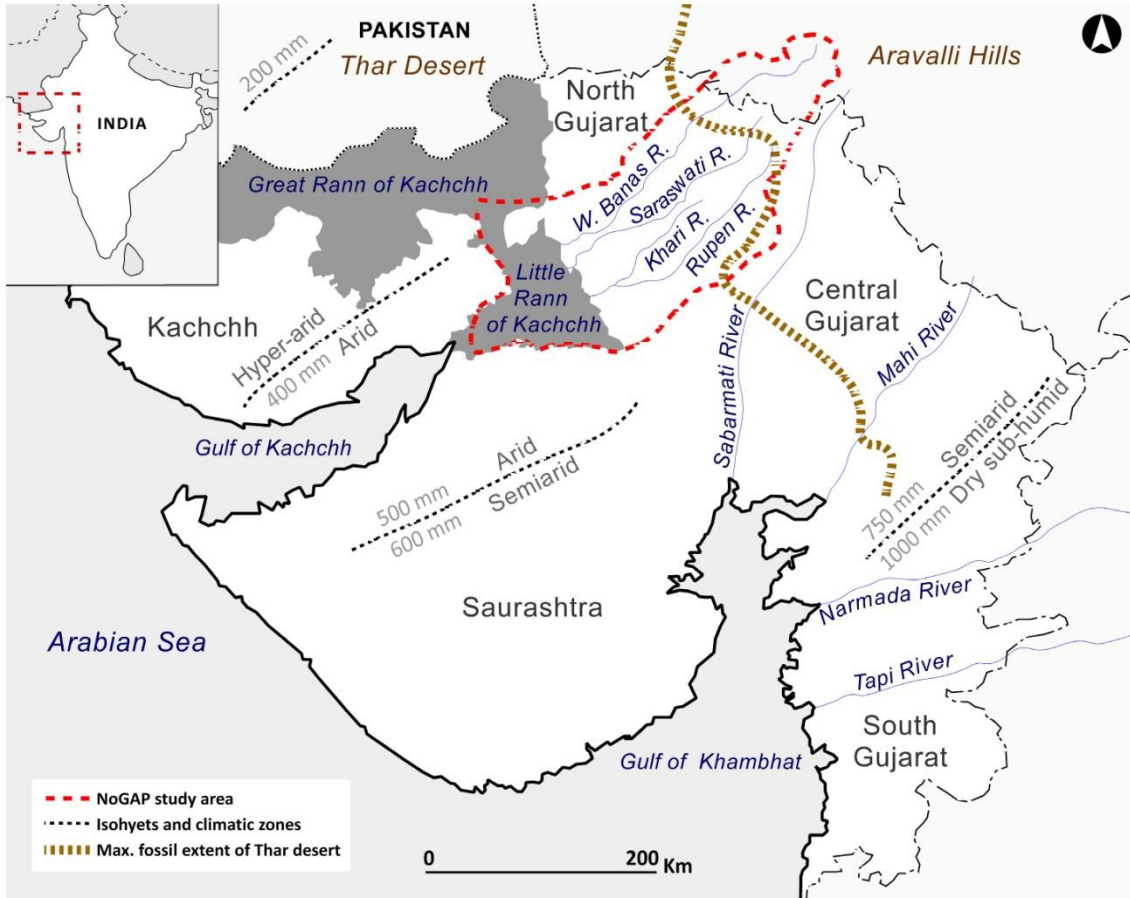 PAKISTAN
Thar Desert
Aravalli Hills
200 mm
INDIA
North
Gujarat
Great Rann of Kachchh
W. Banas R.
Saraswati R.
Khari R.
Rupen R.
Little
Rann
of Kachchh
Central
Gujarat
Kachchh
Hyper-arid
400 mm Arid
Sabarmati River
Mahi River
Gulf of Kachchh
Arid
500 mm
Semiarid
600 mm
Semiarid
750 mm
Dry sub-humid
1000 mm
Saurashtra
Narmada River
Arabian Sea
Tapi River
South
Gujarat
Gulf of Khambhat
NoGAP study area
Isohyets and climatic zones
Max. fossil extent of Thar desert
0
200 Km